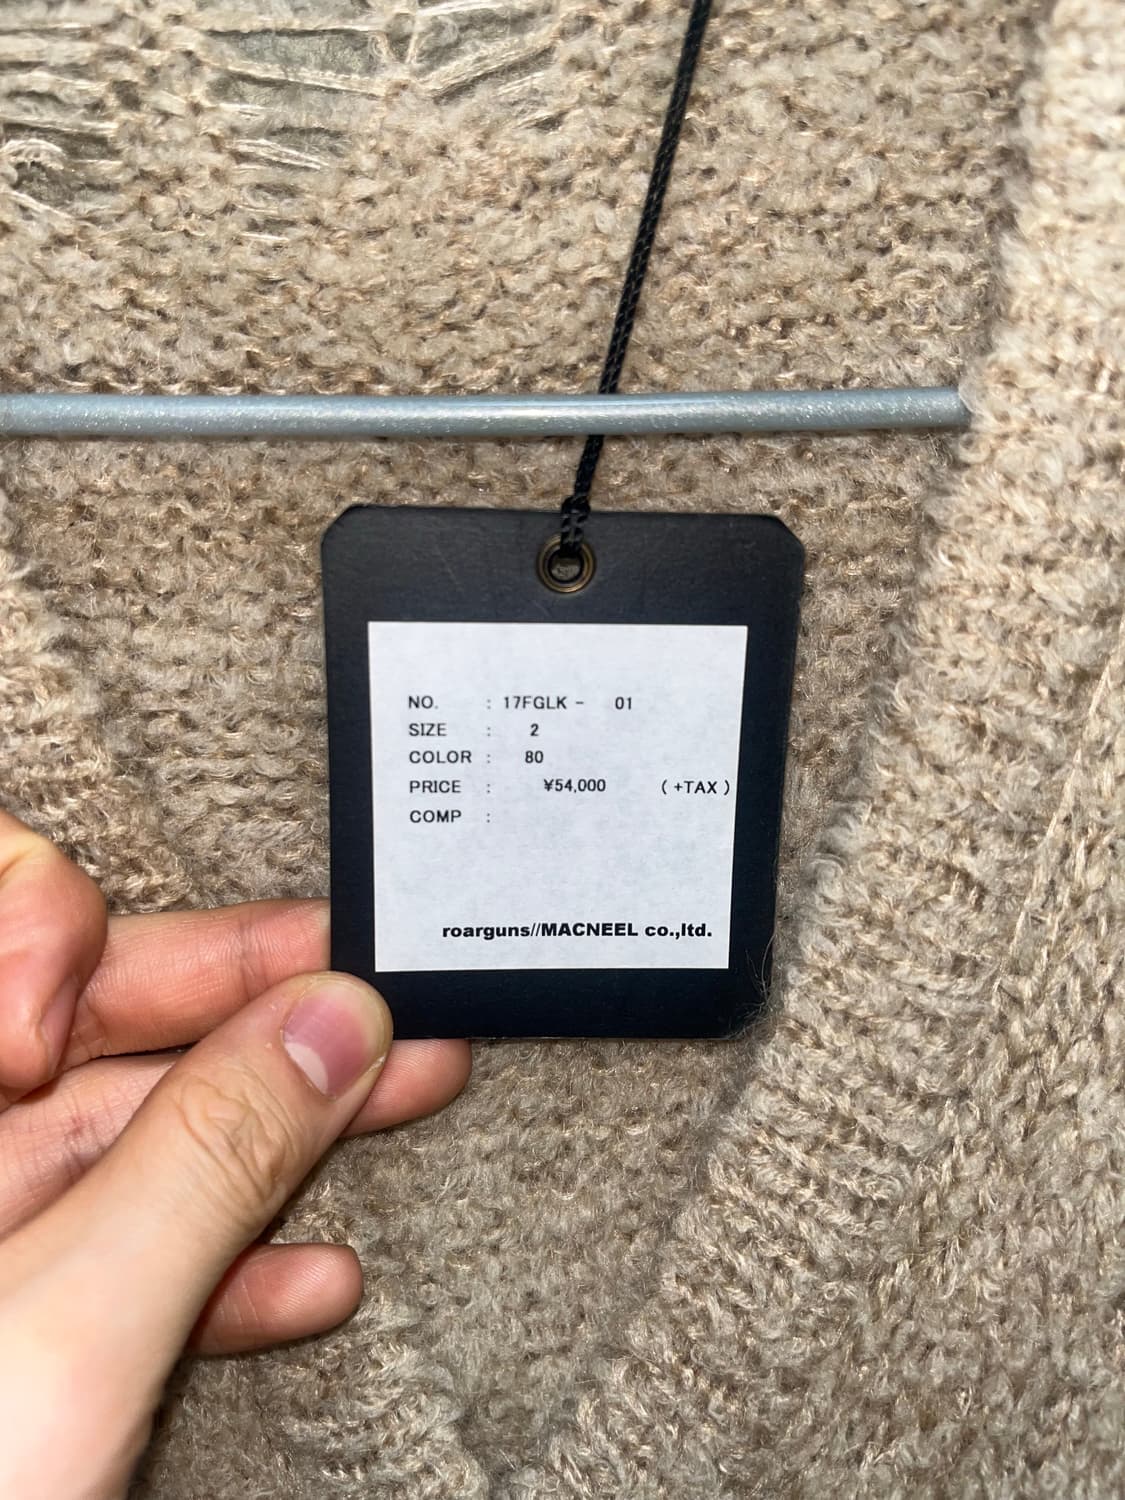 NO. : 17FGLK - 01
SIZE : 2
COLOR : 80
PRICE : ¥54,000 ( +TAX )
COMP :
roarguns//MACNEEL co.,ltd.